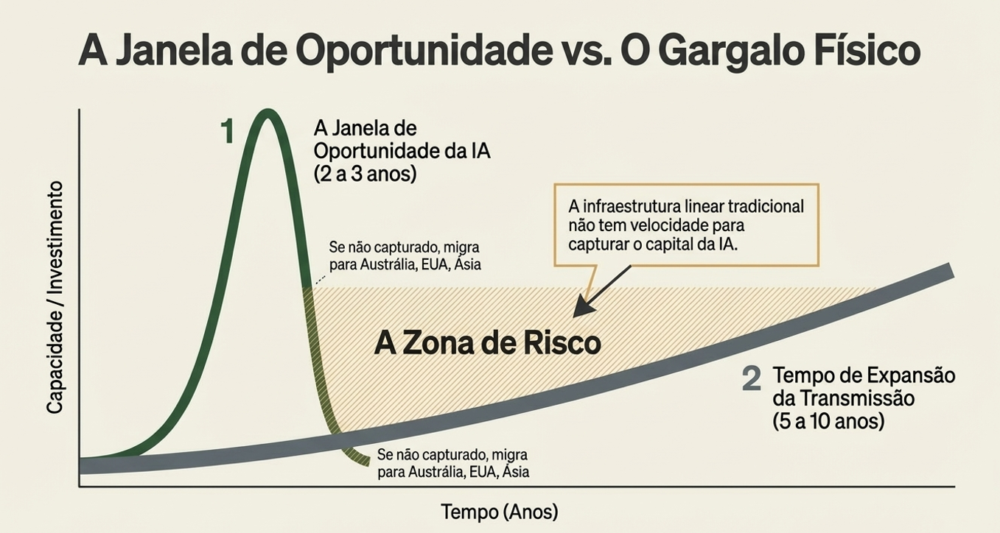 A Janela de Oportunidade vs. O Gargalo Físico
1
A Janela de
Oportunidade da IA
(2 a 3 anos)
Se não capturado, migra
para Austrália, EUA, Ásia
A infraestrutura linear tradicional
não tem velocidade para
capturar o capital da IA.
Capacidade / Investimento
A Zona de Risco
2
Tempo de Expansão
da Transmissão
(5 a 10 anos)
Se não capturado, migra
para Austrália, EUA, Ásia
Tempo (Anos)